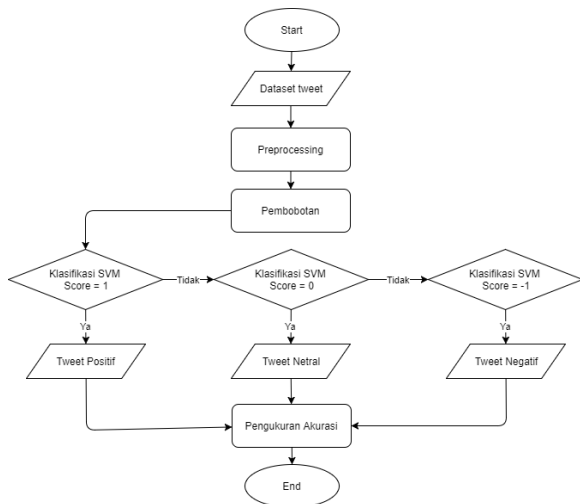 Start
Dataset tweet
Preprocessing
Pembobotan
Klasifikasi SVM
Score = 1
Tidak
Klasifikasi SVM
Score = 0
Tidak
Klasifikasi SVM
Score = -1
Ya
Ya
Ya
Tweet Positif
Tweet Netral
Tweet Negatif
Pengukuran Akurasi
End